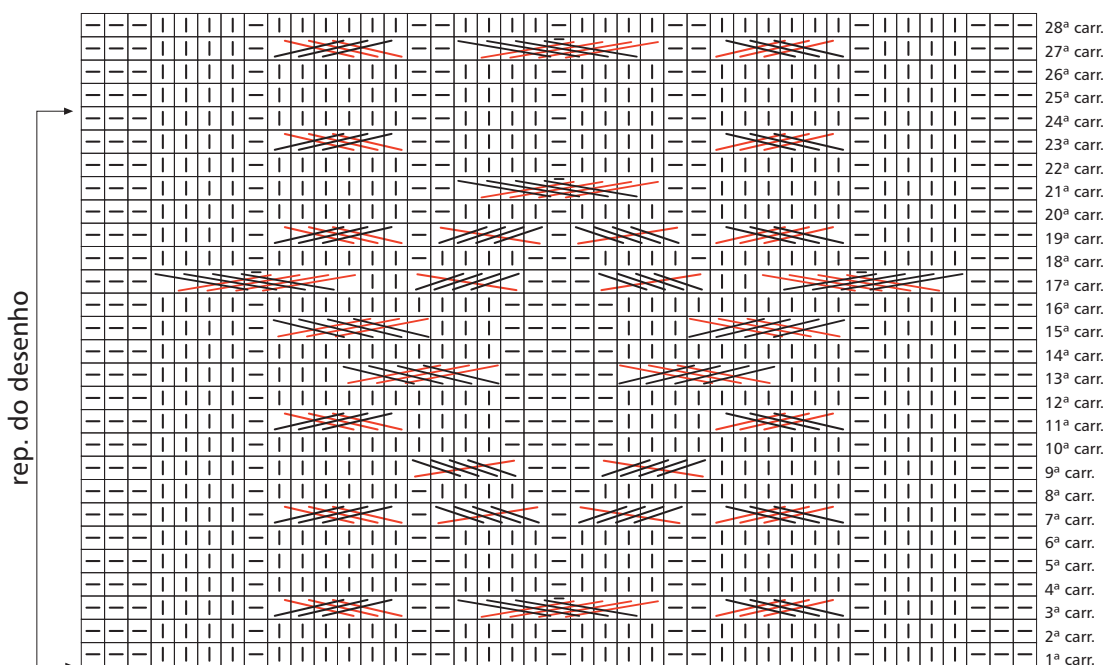 28ª carr.
27ª carr.
26ª carr.
25ª carr.
24ª carr.
23ª carr.
22ª carr.
21ª carr.
20ª carr.
19ª carr.
18ª carr.
17ª carr.
16ª carr.
15ª carr.
14ª carr.
13ª carr.
12ª carr.
11ª carr.
10ª carr.
9ª carr.
8ª carr.
7ª carr.
6ª carr.
5ª carr.
4ª carr.
3ª carr.
2ª carr.
1ª carr.
rep. do desenho